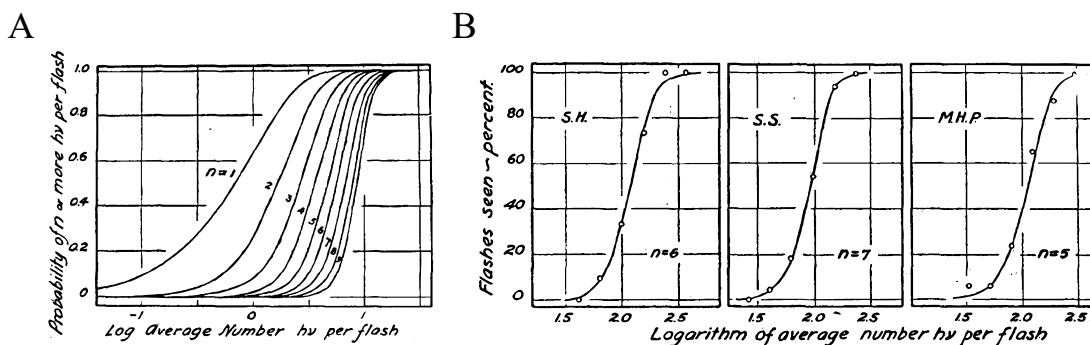 A
B
Probability of n or more hν per flash
1.0
0.8
0.6
0.4
0.2
0
n=1
2
3
4
5
6
7
8
9
-1
0
1
Log Average Number hν per flash
Flashes seen ~ percent.
100
80
60
40
20
0
S.H.
n=6
1.5 2.0 2.5
S.S.
n=7
1.5 2.0 2.5
M.H.P.
n=5
1.5 2.0 2.5
Logarithm of average number hν per flash